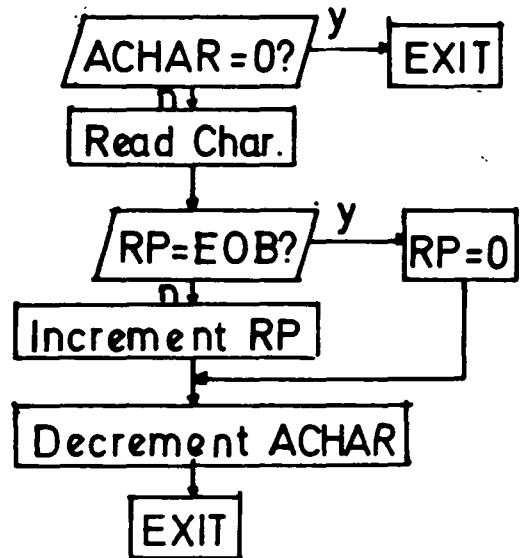 ACHAR=0?
y
EXIT
n
Read Char.
RP=EOB?
y
RP=0
n
Increment RP
Decrement ACHAR
EXIT